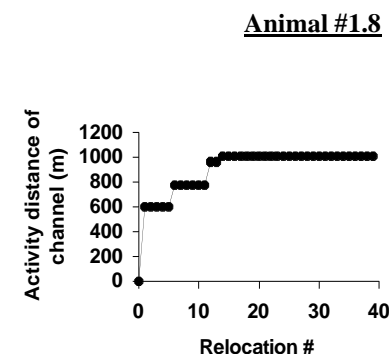 Animal #1.8
Activity distance of
channel (m)
1200
1000
800
600
400
200
0
0 10 20 30 40
Relocation #